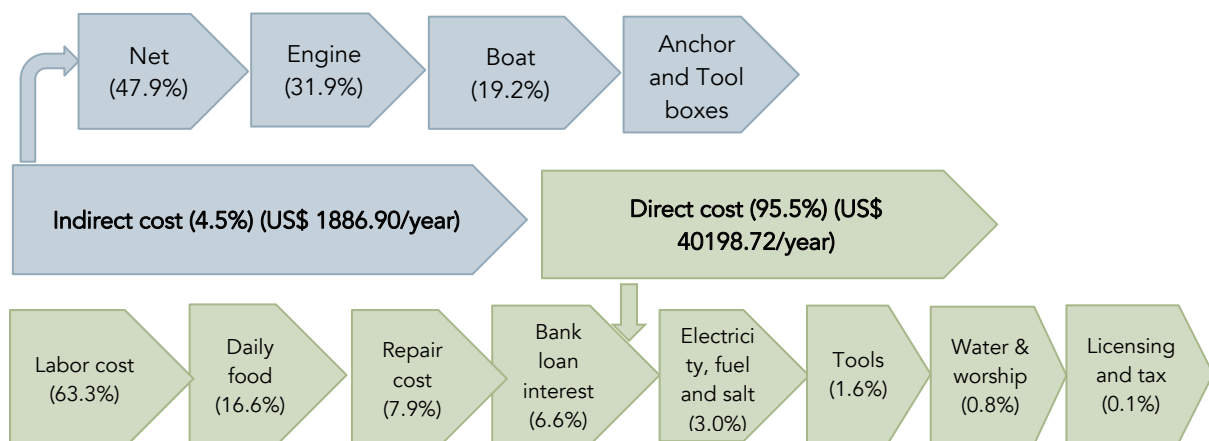 Net
(47.9%)
Engine
(31.9%)
Boat
(19.2%)
Anchor
and Tool
boxes
Indirect cost (4.5%) (US$ 1886.90/year)
Direct cost (95.5%) (US$
40198.72/year)
Labor cost
(63.3%)
Daily
food
(16.6%)
Repair
cost
(7.9%)
Bank
loan
interest
(6.6%)
Electrici
ty, fuel
and salt
(3.0%)
Tools
(1.6%)
Water &
worship
(0.8%)
Licensing
and tax
(0.1%)